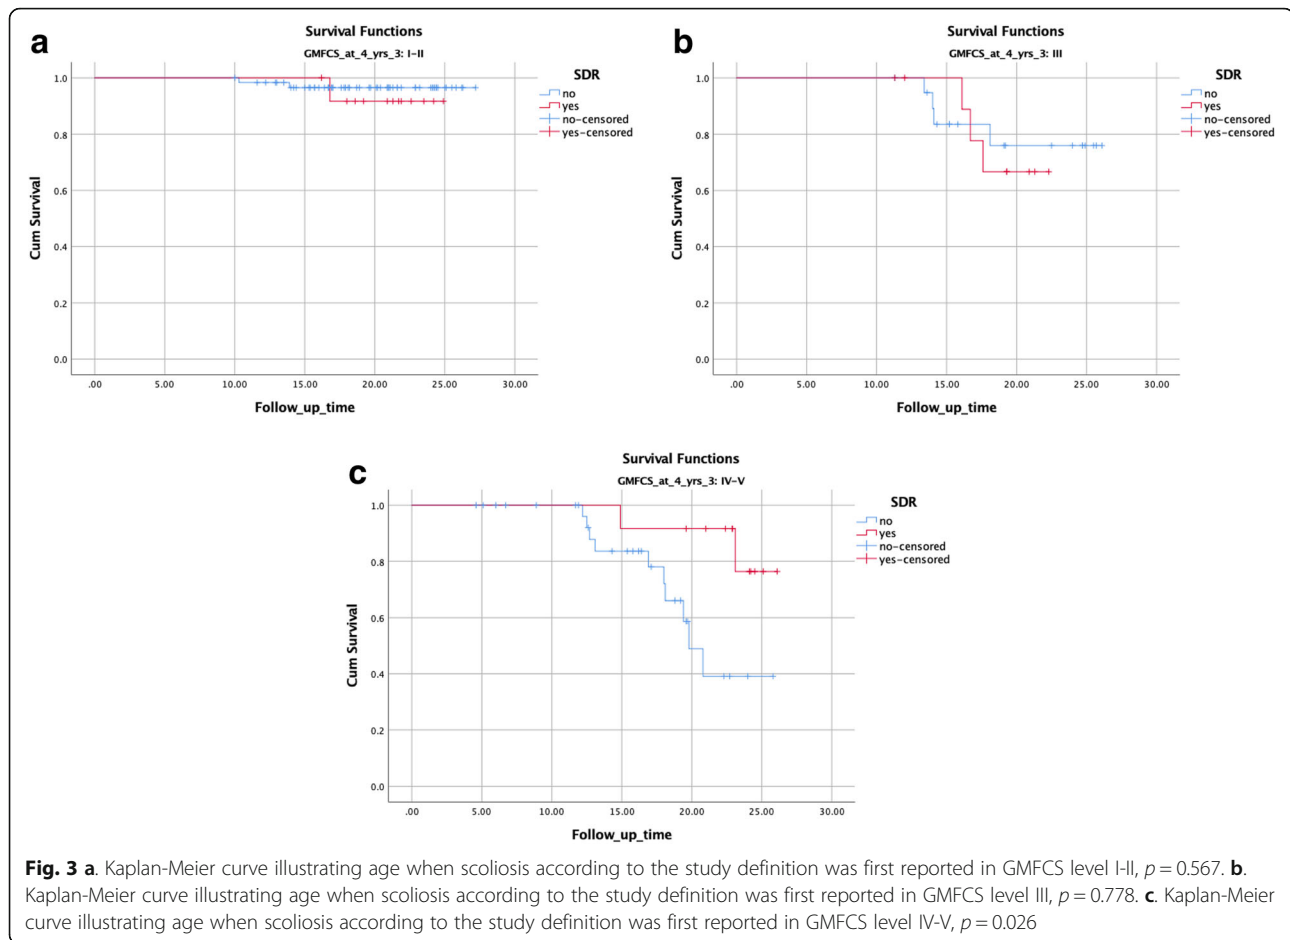 a
Survival Functions
GMFCS_at_4_yrs_3: I-II
SDR
no
yes
no-censored
yes-censored
1.0
0.8
0.6
0.4
0.2
0.0
Cum Survival
.00 5.00 10.00 15.00 20.00 25.00 30.00
Follow_up_time
b
Survival Functions
GMFCS_at_4_yrs_3: III
SDR
no
yes
no-censored
yes-censored
1.0
0.8
0.6
0.4
0.2
0.0
Cum Survival
.00 5.00 10.00 15.00 20.00 25.00 30.00
Follow_up_time
c
Survival Functions
GMFCS_at_4_yrs_3: IV-V
SDR
no
yes
no-censored
yes-censored
1.0
0.8
0.6
0.4
0.2
0.0
Cum Survival
.00 5.00 10.00 15.00 20.00 25.00 30.00
Follow_up_time
Fig. 3 a. Kaplan-Meier curve illustrating age when scoliosis according to the study definition was first reported in GMFCS level I-II, p = 0.567. b.
Kaplan-Meier curve illustrating age when scoliosis according to the study definition was first reported in GMFCS level III, p = 0.778. c. Kaplan-Meier
curve illustrating age when scoliosis according to the study definition was first reported in GMFCS level IV-V, p = 0.026